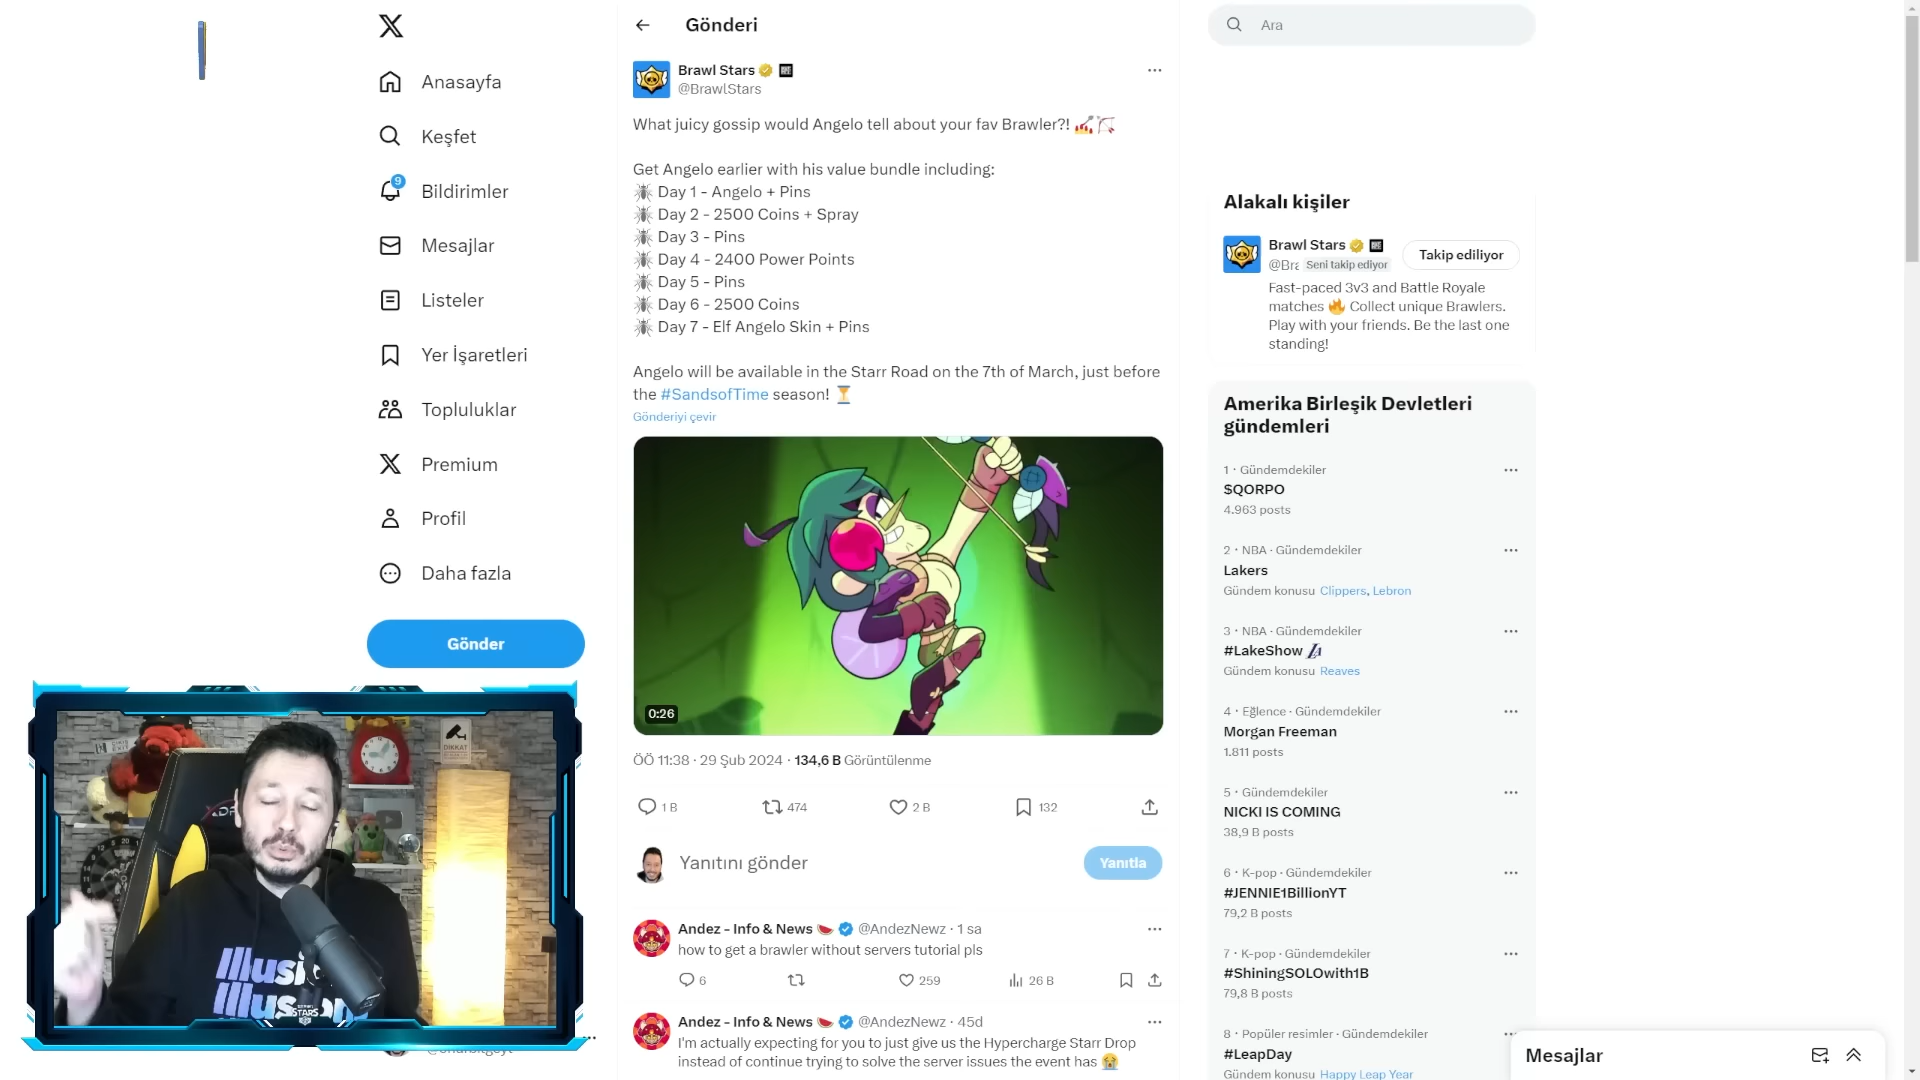 Gönderi
Ara
Anasayfa
Keşfet
9
Bildirimler
Mesajlar
Listeler
Yer İşaretleri
Topluluklar
Premium
Profil
Daha fazla
Gönder
Brawl Stars
@BrawlStars
What juicy gossip would Angelo tell about your fav Brawler?! 💅🏹
Get Angelo earlier with his value bundle including:
🪰 Day 1 - Angelo + Pins
🪰 Day 2 - 2500 Coins + Spray
🪰 Day 3 - Pins
🪰 Day 4 - 2400 Power Points
🪰 Day 5 - Pins
🪰 Day 6 - 2500 Coins
🪰 Day 7 - Elf Angelo Skin + Pins
Angelo will be available in the Starr Road on the 7th of March, just before
the #SandsofTime season! ⏳
Gönderiyi çevir
0:26
ÖÖ 11:38 · 29 Şub 2024 · 134,6 B Görüntülenme
1 B 474 2 B 132
Yanıtını gönder
Yanıtla
Andez - Info & News 🍉 @AndezNewz · 1 sa
how to get a brawler without servers tutorial pls
6 259 26 B
Andez - Info & News 🍉 @AndezNewz · 45d
I'm actually expecting for you to just give us the Hypercharge Starr Drop
instead of continue trying to solve the server issues the event has 😭
Alakalı kişiler
Brawl Stars
@Bra Seni takip ediyor
Takip ediliyor
Fast-paced 3v3 and Battle Royale
matches 🔥 Collect unique Brawlers.
Play with your friends. Be the last one
standing!
Amerika Birleşik Devletleri
gündemleri
1 · Gündemdekiler
$QORPO
4.963 posts
2 · NBA · Gündemdekiler
Lakers
Gündem konusu Clippers, Lebron
3 · NBA · Gündemdekiler
#LakeShow
Gündem konusu Reaves
4 · Eğlence · Gündemdekiler
Morgan Freeman
1.811 posts
5 · Gündemdekiler
NICKI IS COMING
38,9 B posts
6 · K-pop · Gündemdekiler
#JENNIE1BillionYT
79,2 B posts
7 · K-pop · Gündemdekiler
#ShiningSOLOwith1B
79,8 B posts
8 · Popüler resimler · Gündemdekiler
#LeapDay
Gündem konusu Happy Leap Year
Mesajlar
DİKKAT
STARS